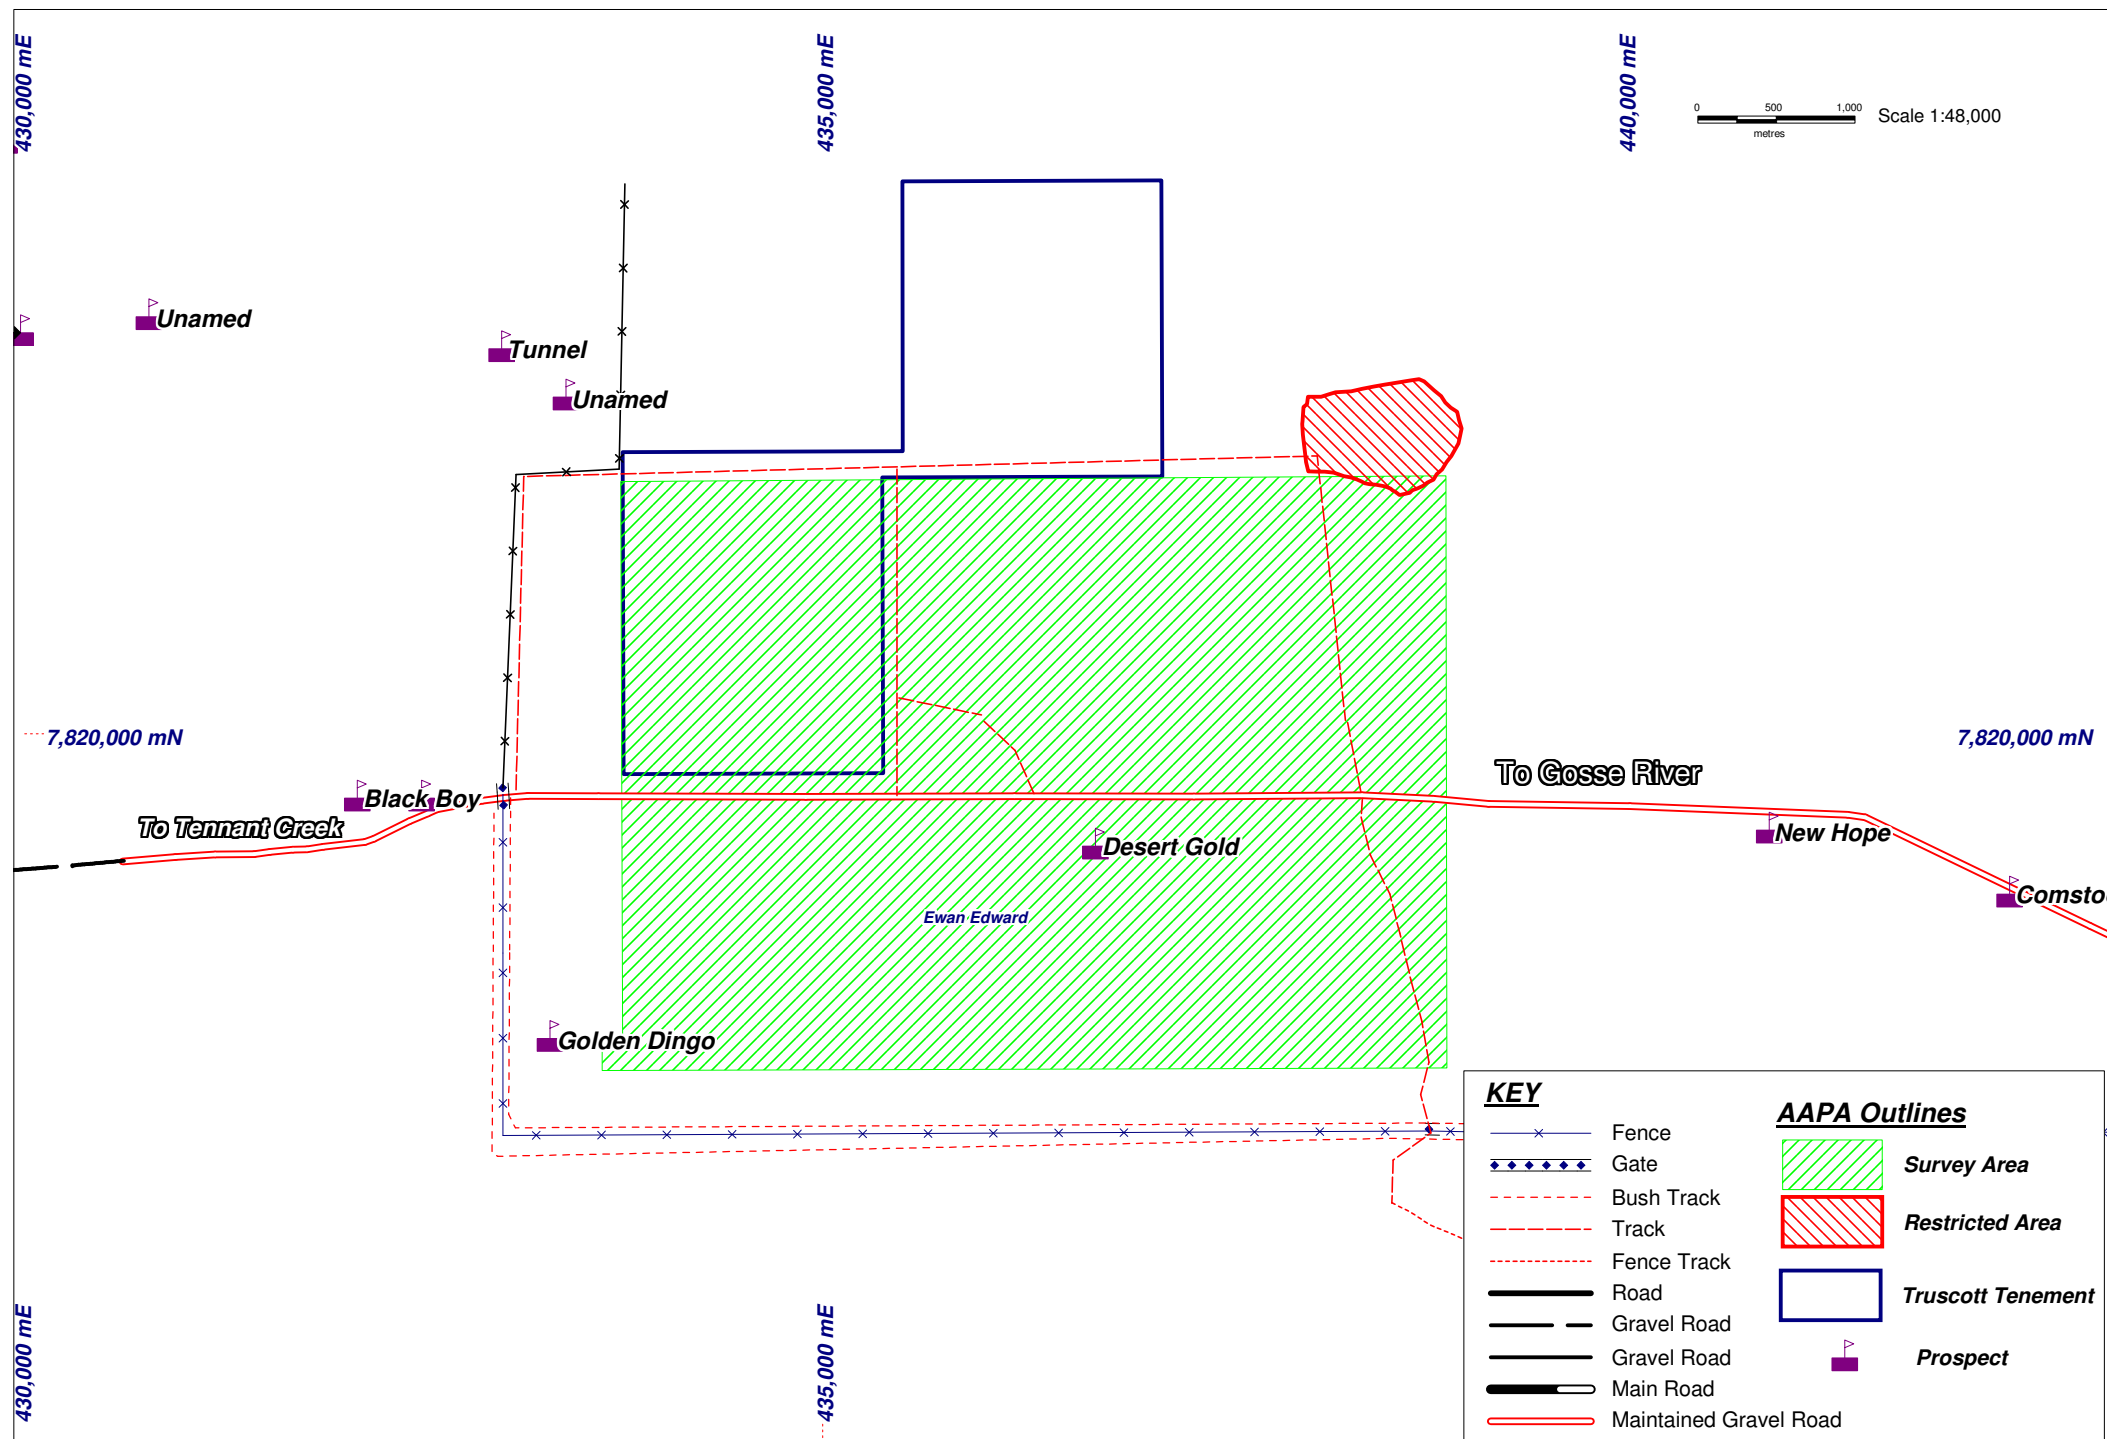 430,000 mE
435,000 mE
440,000 mE
0 500 1,000
metres
Scale 1:48,000
Unamed
Tunnel
Unamed
7,820,000 mN
7,820,000 mN
To Gosse River
Black Boy
To Tennant Creek
New Hope
Desert Gold
Comsto
Ewan Edward
Golden Dingo
430,000 mE
435,000 mE
KEY
Fence
Gate
Bush Track
Track
Fence Track
Road
Gravel Road
Gravel Road
Main Road
Maintained Gravel Road
AAPA Outlines
Survey Area
Restricted Area
Truscott Tenement
Prospect